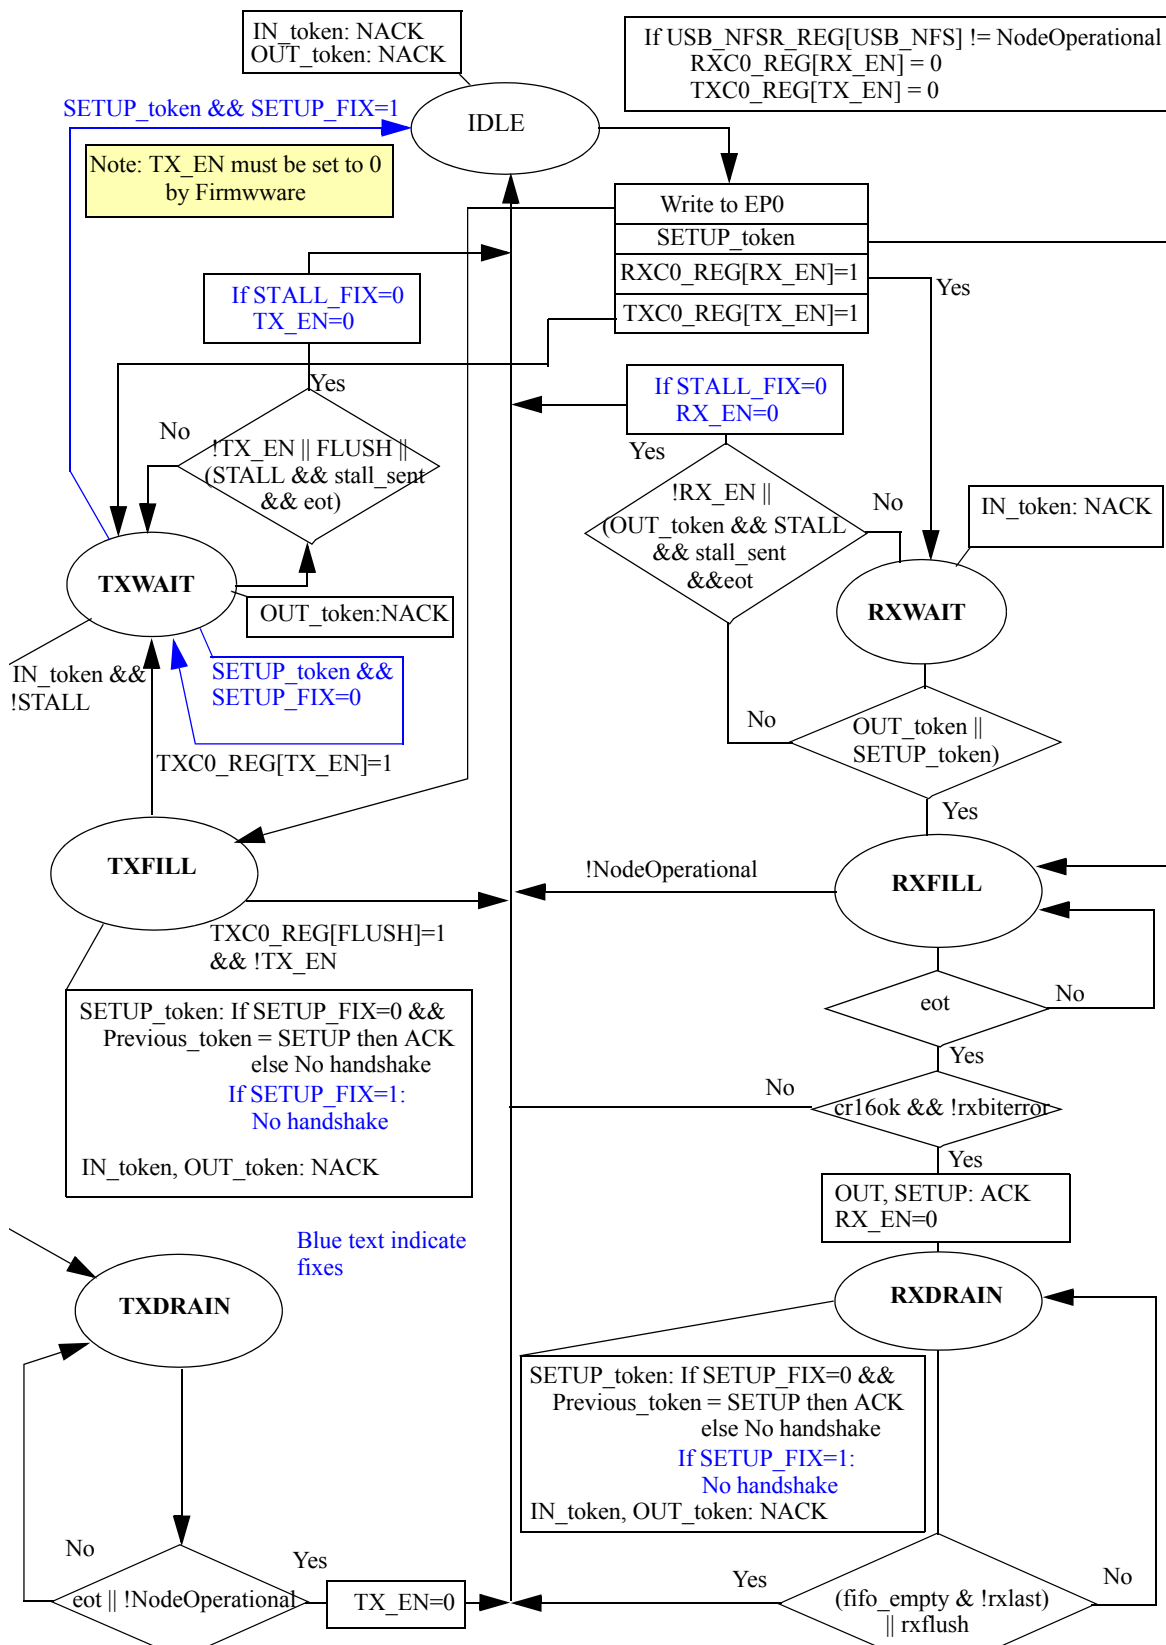 IN_token: NACK
OUT_token: NACK
If USB_NFSR_REG[USB_NFS] != NodeOperational
RXC0_REG[RX_EN] = 0
TXC0_REG[TX_EN] = 0
SETUP_token && SETUP_FIX=1
IDLE
Note: TX_EN must be set to 0
by Firmwware
Write to EP0
SETUP_token
RXC0_REG[RX_EN]=1
TXC0_REG[TX_EN]=1
Yes
If STALL_FIX=0
TX_EN=0
Yes
No
!TX_EN || FLUSH ||
(STALL && stall_sent
&& eot)
If STALL_FIX=0
RX_EN=0
Yes
No
!RX_EN ||
(OUT_token && STALL
&& stall_sent
&&eot
IN_token: NACK
TXWAIT
OUT_token:NACK
RXWAIT
IN_token &&
!STALL
SETUP_token &&
SETUP_FIX=0
TXC0_REG[TX_EN]=1
No
OUT_token ||
SETUP_token)
Yes
TXFILL
!NodeOperational
RXFILL
TXC0_REG[FLUSH]=1
&& !TX_EN
eot
No
Yes
SETUP_token: If SETUP_FIX=0 &&
Previous_token = SETUP then ACK
else No handshake
If SETUP_FIX=1:
No handshake
IN_token, OUT_token: NACK
No
cr16ok && !rxbiterror
Yes
OUT, SETUP: ACK
RX_EN=0
Blue text indicate
fixes
TXDRAIN
RXDRAIN
SETUP_token: If SETUP_FIX=0 &&
Previous_token = SETUP then ACK
else No handshake
If SETUP_FIX=1:
No handshake
IN_token, OUT_token: NACK
No
eot || !NodeOperational
Yes
TX_EN=0
Yes
(fifo_empty & !rxlast)
|| rxflush
No